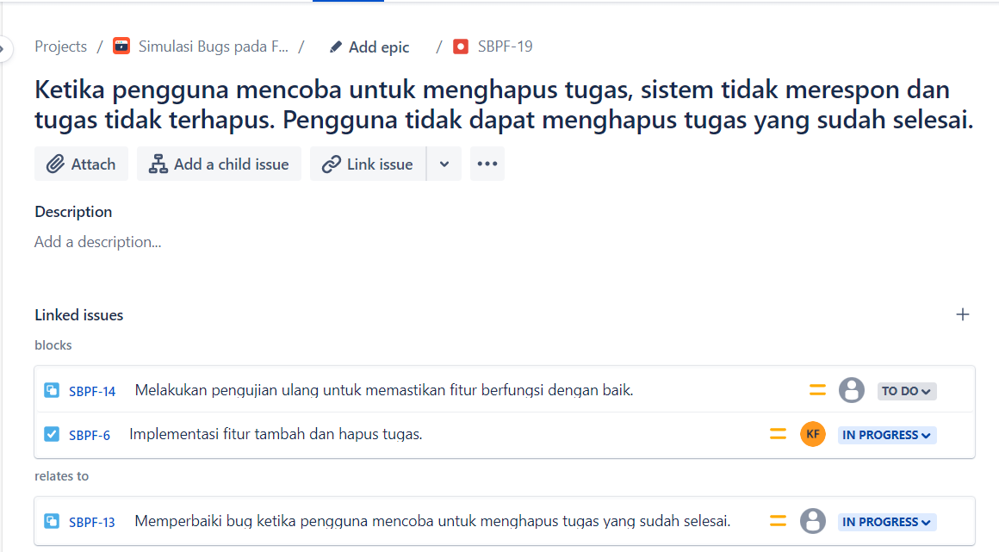 Projects / Simulasi Bugs pada F... / Add epic / SBPF-19
Ketika pengguna mencoba untuk menghapus tugas, sistem tidak merespon dan
tugas tidak terhapus. Pengguna tidak dapat menghapus tugas yang sudah selesai.
Attach Add a child issue Link issue
Description
Add a description...
Linked issues
blocks
SBPF-14 Melakukan pengujian ulang untuk memastikan fitur berfungsi dengan baik. TO DO
SBPF-6 Implementasi fitur tambah dan hapus tugas. KF IN PROGRESS
relates to
SBPF-13 Memperbaiki bug ketika pengguna mencoba untuk menghapus tugas yang sudah selesai. IN PROGRESS